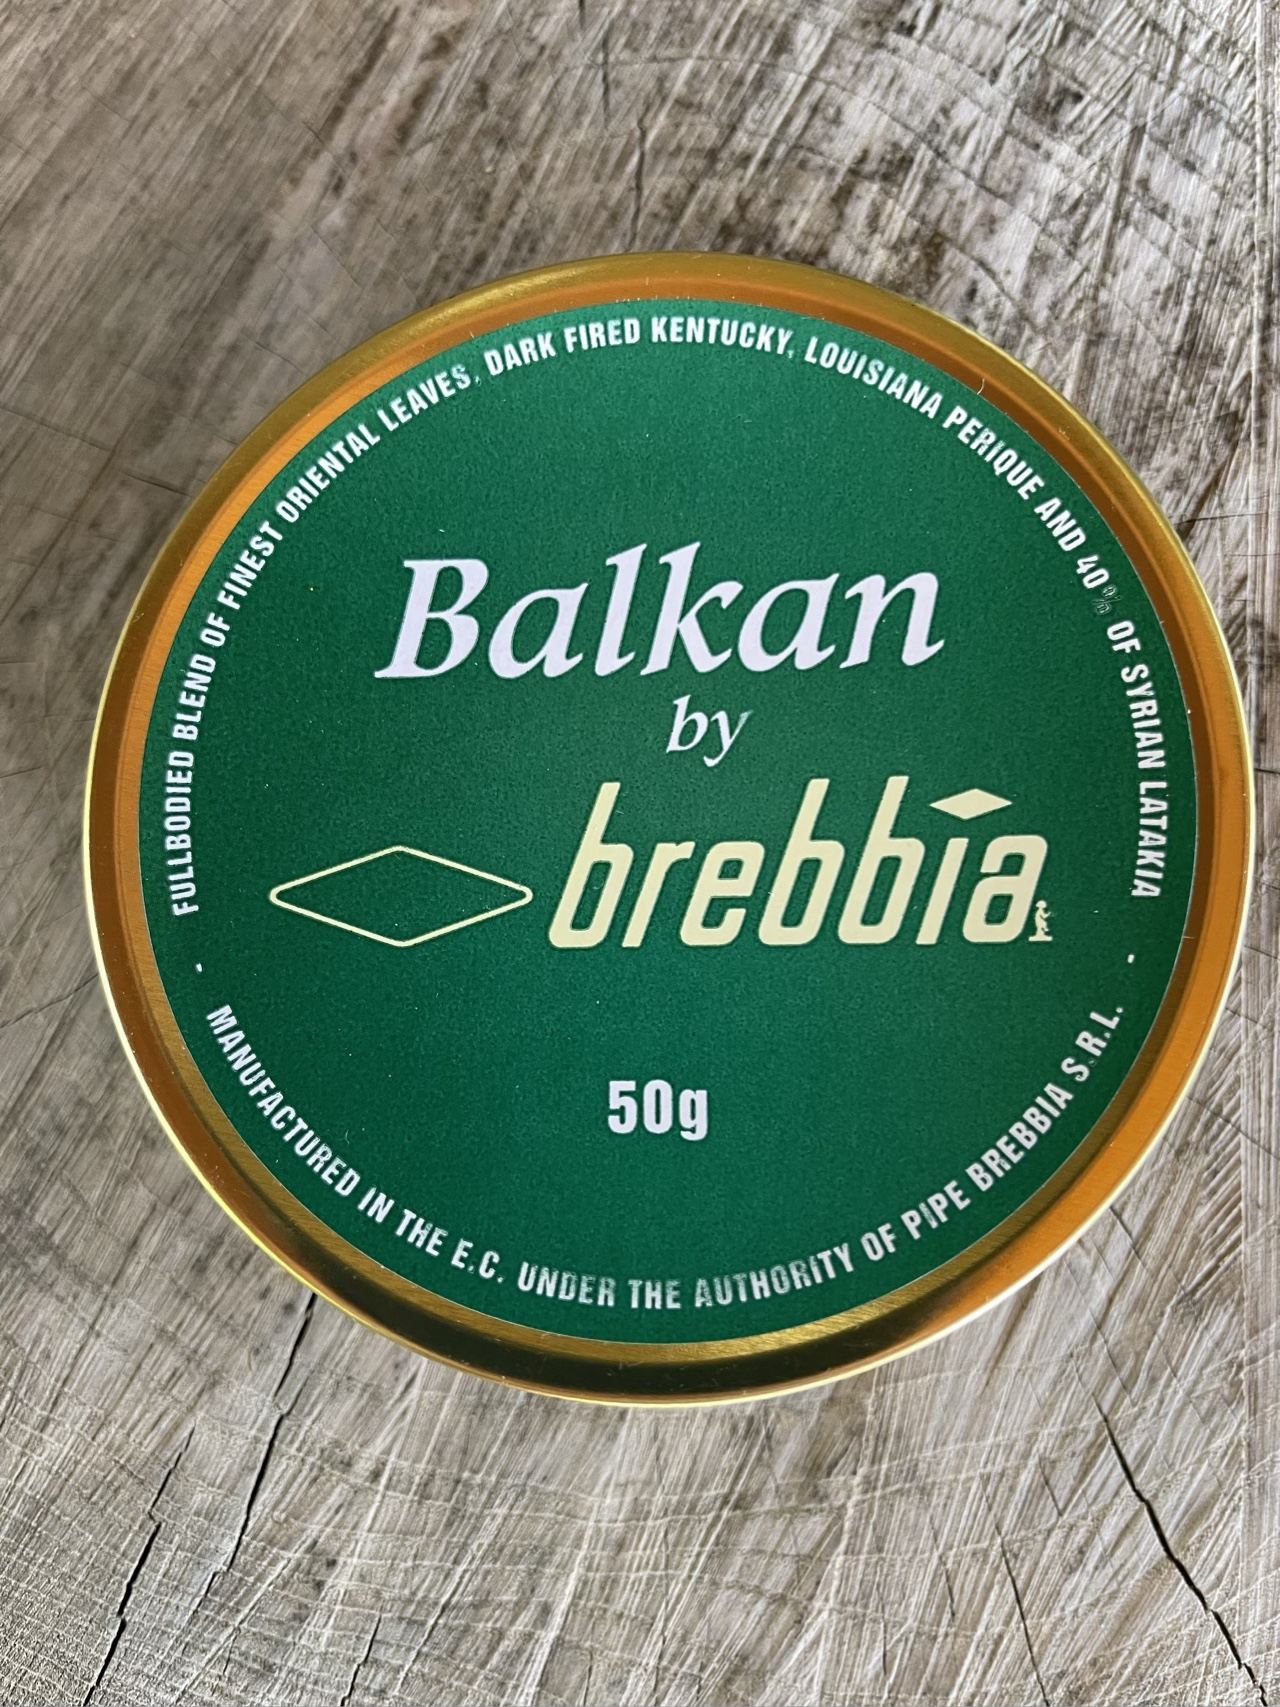 FULLBODIED BLEND OF FINEST ORIENTAL LEAVES, DARK FIRED KENTUCKY, LOUISIANA PERIQUE AND 40% OF SYRIAN LATAKIA
Balkan
by
brebbia
50g
- MANUFACTURED IN THE E.C. UNDER THE AUTHORITY OF PIPE BREBBIA S.R.L. -